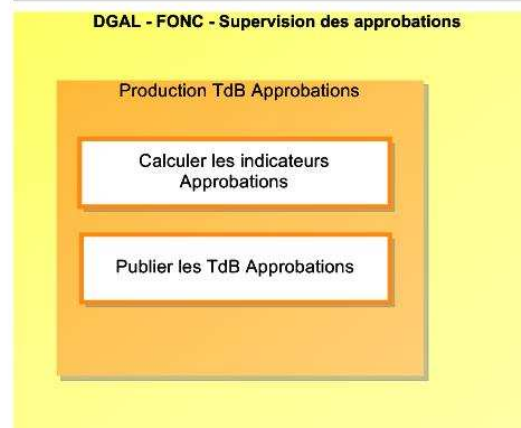 DGAL - FONC - Supervision des approbations
Production TdB Approbations
Calculer les indicateurs
Approbations
Publier les TdB Approbations